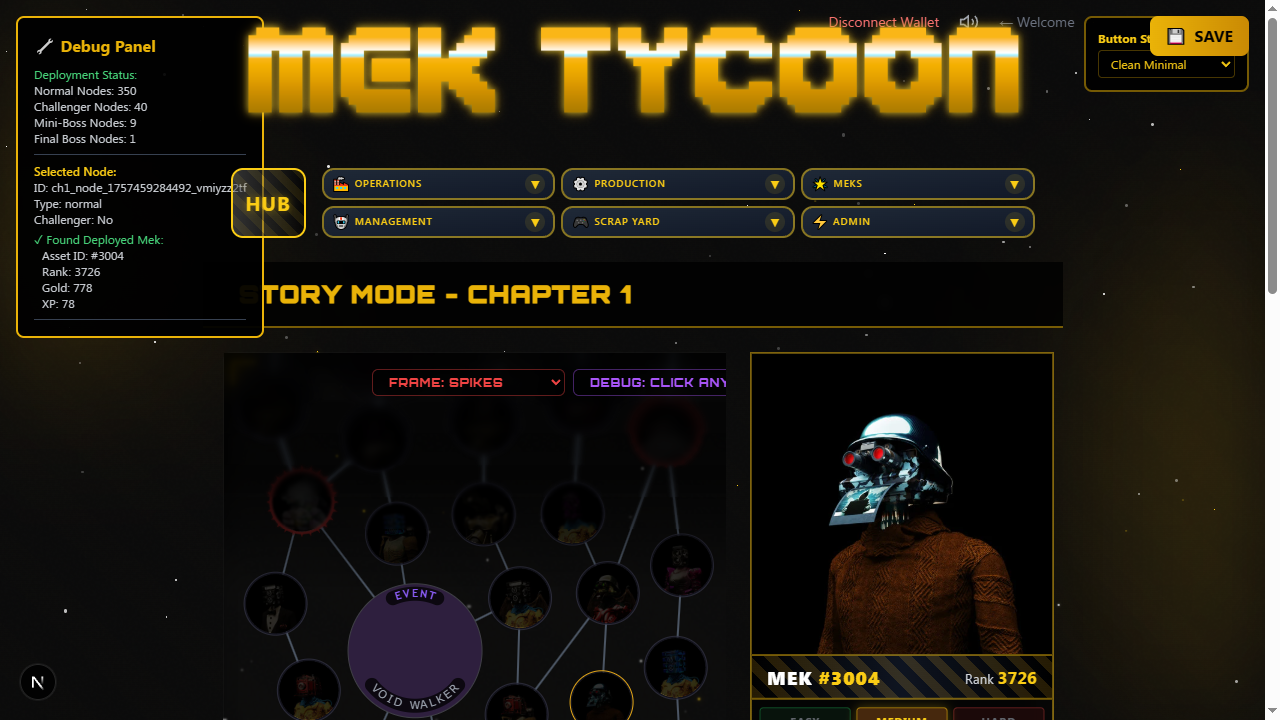 Debug Panel
Deployment Status:
Normal Nodes: 350
Challenger Nodes: 40
Mini-Boss Nodes: 9
Final Boss Nodes: 1
Selected Node:
ID: ch1_node_1757459284492_vmiyzz2tf
Type: normal
Challenger: No
✓ Found Deployed Mek:
Asset ID: #3004
Rank: 3726
Gold: 778
XP: 78
MEK TYCOON
Disconnect Wallet
← Welcome
Button St
SAVE
Clean Minimal
HUB
OPERATIONS
PRODUCTION
MEKS
MANAGEMENT
SCRAP YARD
ADMIN
STORY MODE - CHAPTER 1
FRAME: SPIKES
DEBUG: CLICK ANY
EVENT
VOID WALKER
MEK #3004
Rank 3726
EASY
MEDIUM
HARD
N